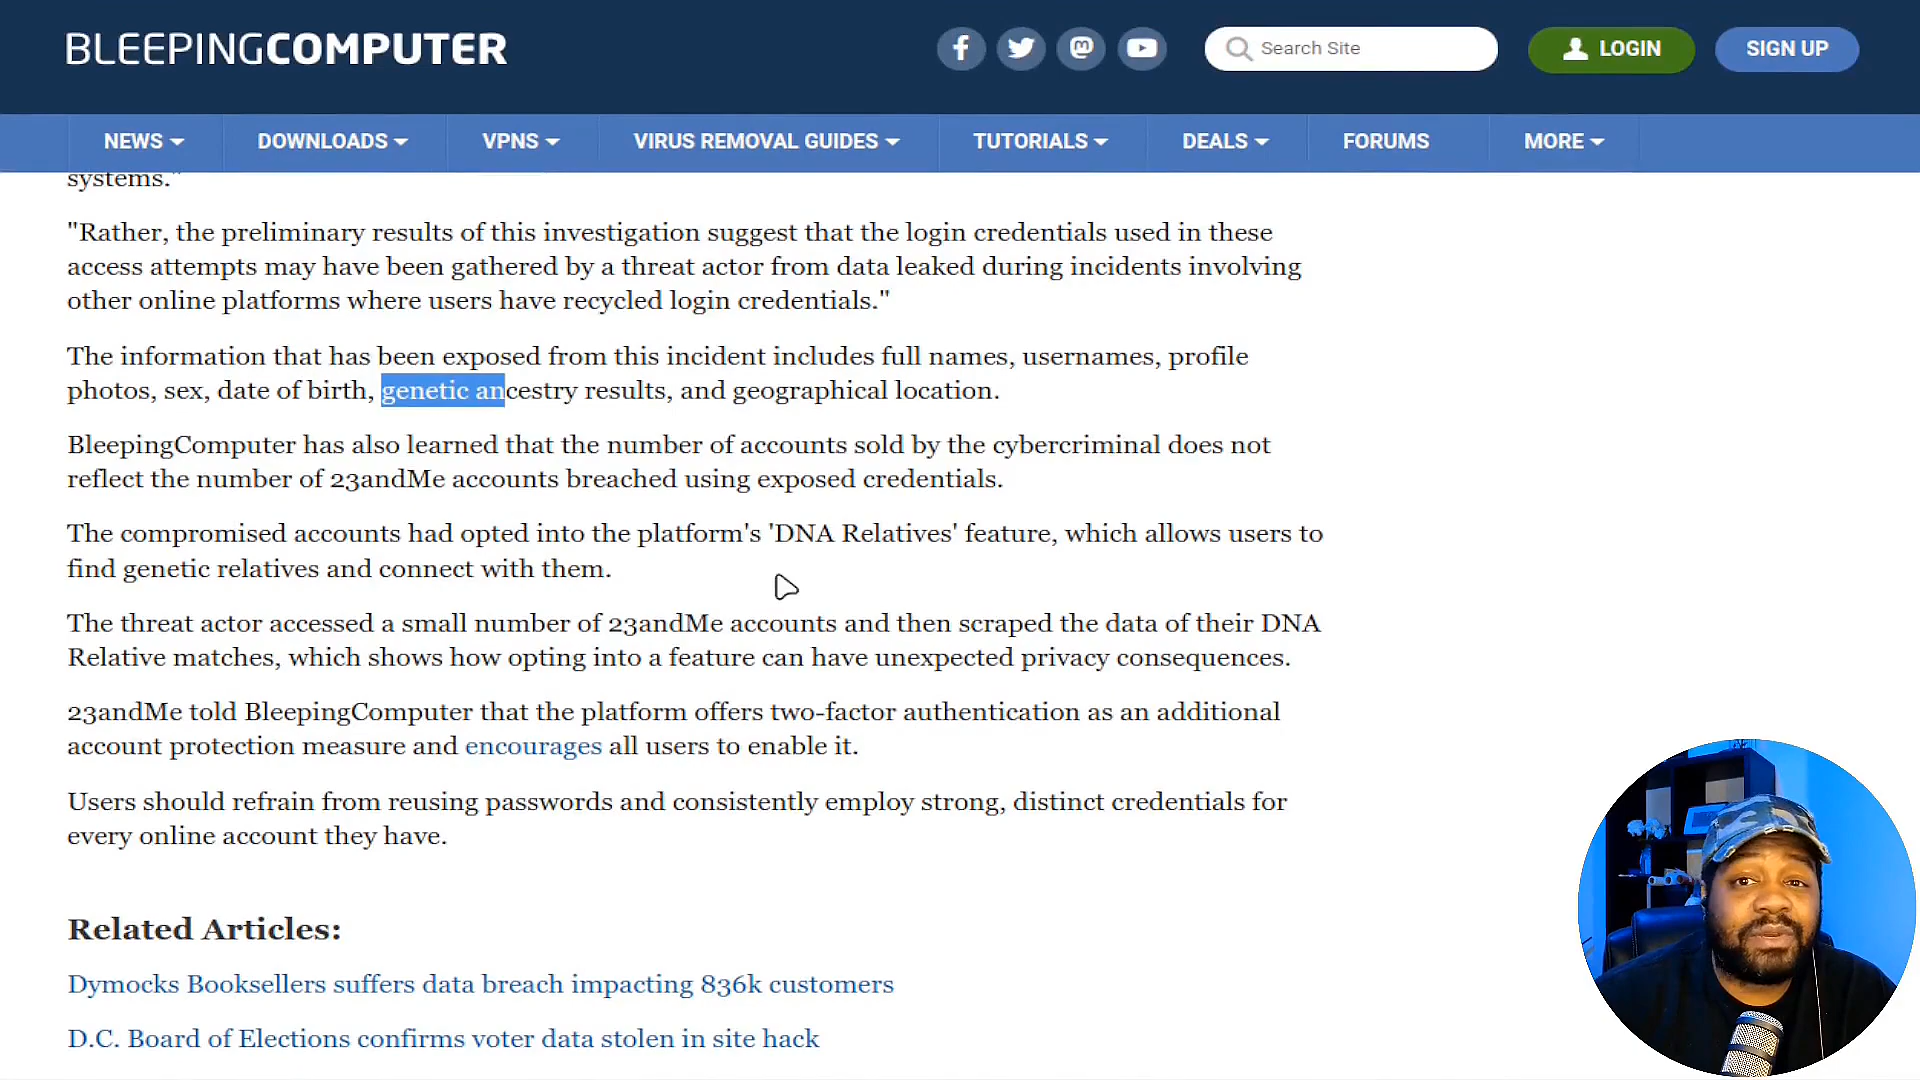 BLEEPINGCOMPUTER
Search Site
LOGIN
SIGN UP
NEWS
DOWNLOADS
VPNS
VIRUS REMOVAL GUIDES
TUTORIALS
DEALS
FORUMS
MORE
systems."
"Rather, the preliminary results of this investigation suggest that the login credentials used in these
access attempts may have been gathered by a threat actor from data leaked during incidents involving
other online platforms where users have recycled login credentials."
The information that has been exposed from this incident includes full names, usernames, profile
photos, sex, date of birth, genetic ancestry results, and geographical location.
BleepingComputer has also learned that the number of accounts sold by the cybercriminal does not
reflect the number of 23andMe accounts breached using exposed credentials.
The compromised accounts had opted into the platform's 'DNA Relatives' feature, which allows users to
find genetic relatives and connect with them.
The threat actor accessed a small number of 23andMe accounts and then scraped the data of their DNA
Relative matches, which shows how opting into a feature can have unexpected privacy consequences.
23andMe told BleepingComputer that the platform offers two-factor authentication as an additional
account protection measure and encourages all users to enable it.
Users should refrain from reusing passwords and consistently employ strong, distinct credentials for
every online account they have.
Related Articles:
Dymocks Booksellers suffers data breach impacting 836k customers
D.C. Board of Elections confirms voter data stolen in site hack